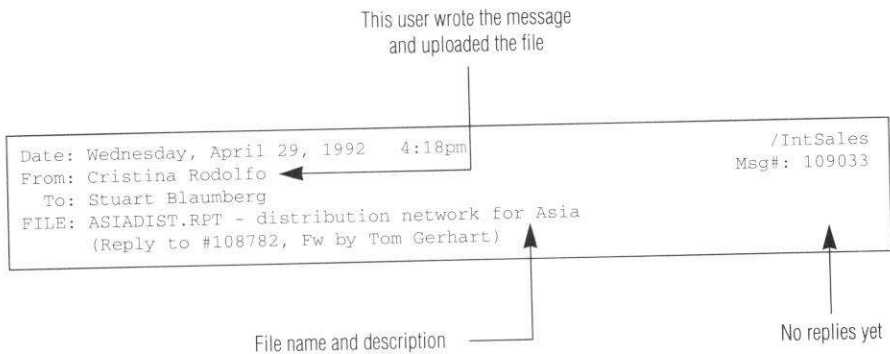 This user wrote the message
and uploaded the file
Date: Wednesday, April 29, 1992 4:18pm
/IntSales
From: Cristina Rodolfo
Msg#: 109033
To: Stuart Blaumberg
FILE: ASIADIST.RPT - distribution network for Asia
(Reply to #108782, Fw by Tom Gerhart)
File name and description
No replies yet